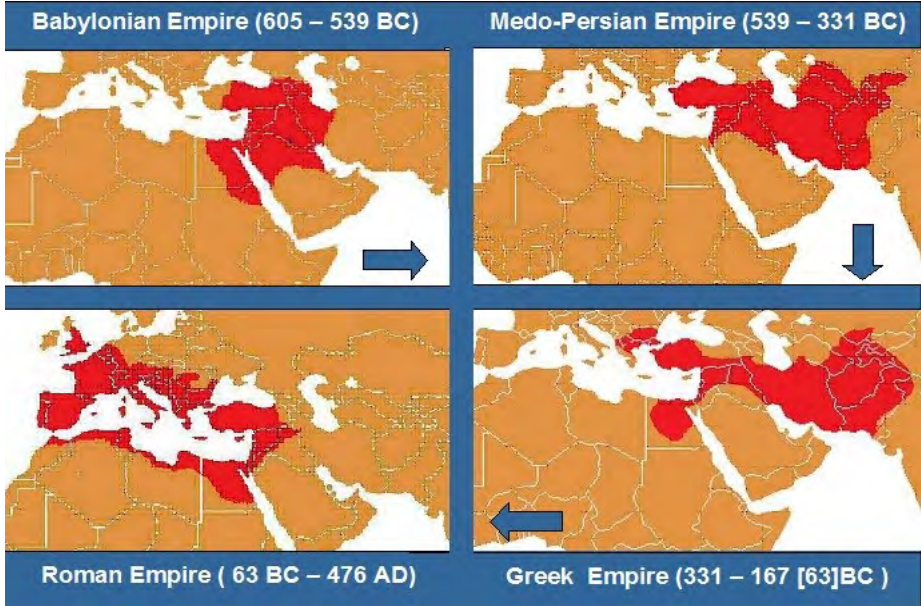 Babylonian Empire (605 – 539 BC)
Medo-Persian Empire (539 – 331 BC)
Roman Empire ( 63 BC – 476 AD)
Greek Empire (331 – 167 [63]BC )